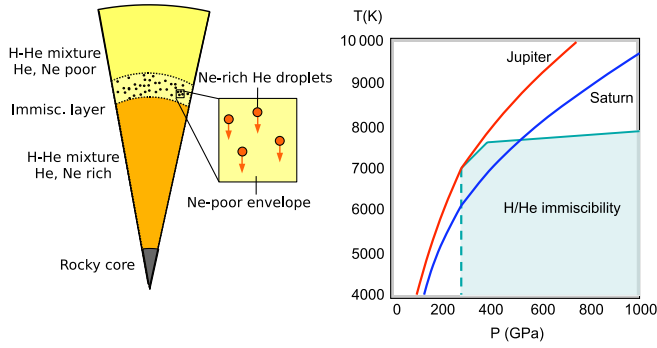 H-He mixture
He, Ne poor
Immisc. layer
H-He mixture
He, Ne rich
Rocky core
Ne-rich He droplets
Ne-poor envelope
T(K)
10 000
9000
8000
7000
6000
5000
4000
Jupiter
Saturn
H/He immiscibility
0 200 400 600 800 1000
P (GPa)